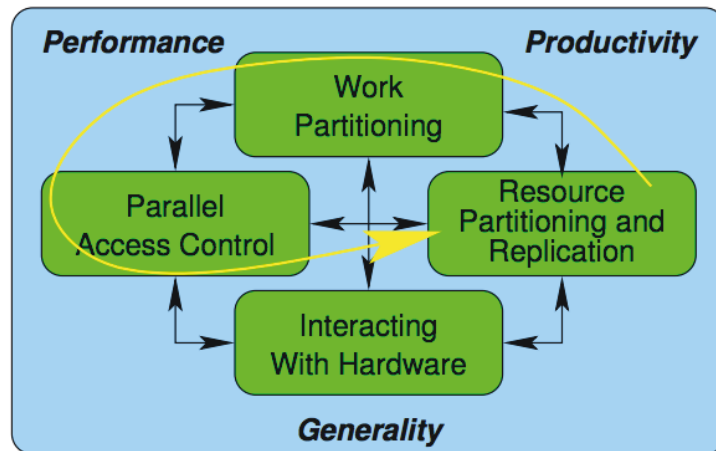 Performance
Productivity
Work
Partitioning
Parallel
Access Control
Resource
Partitioning and
Replication
Interacting
With Hardware
Generality